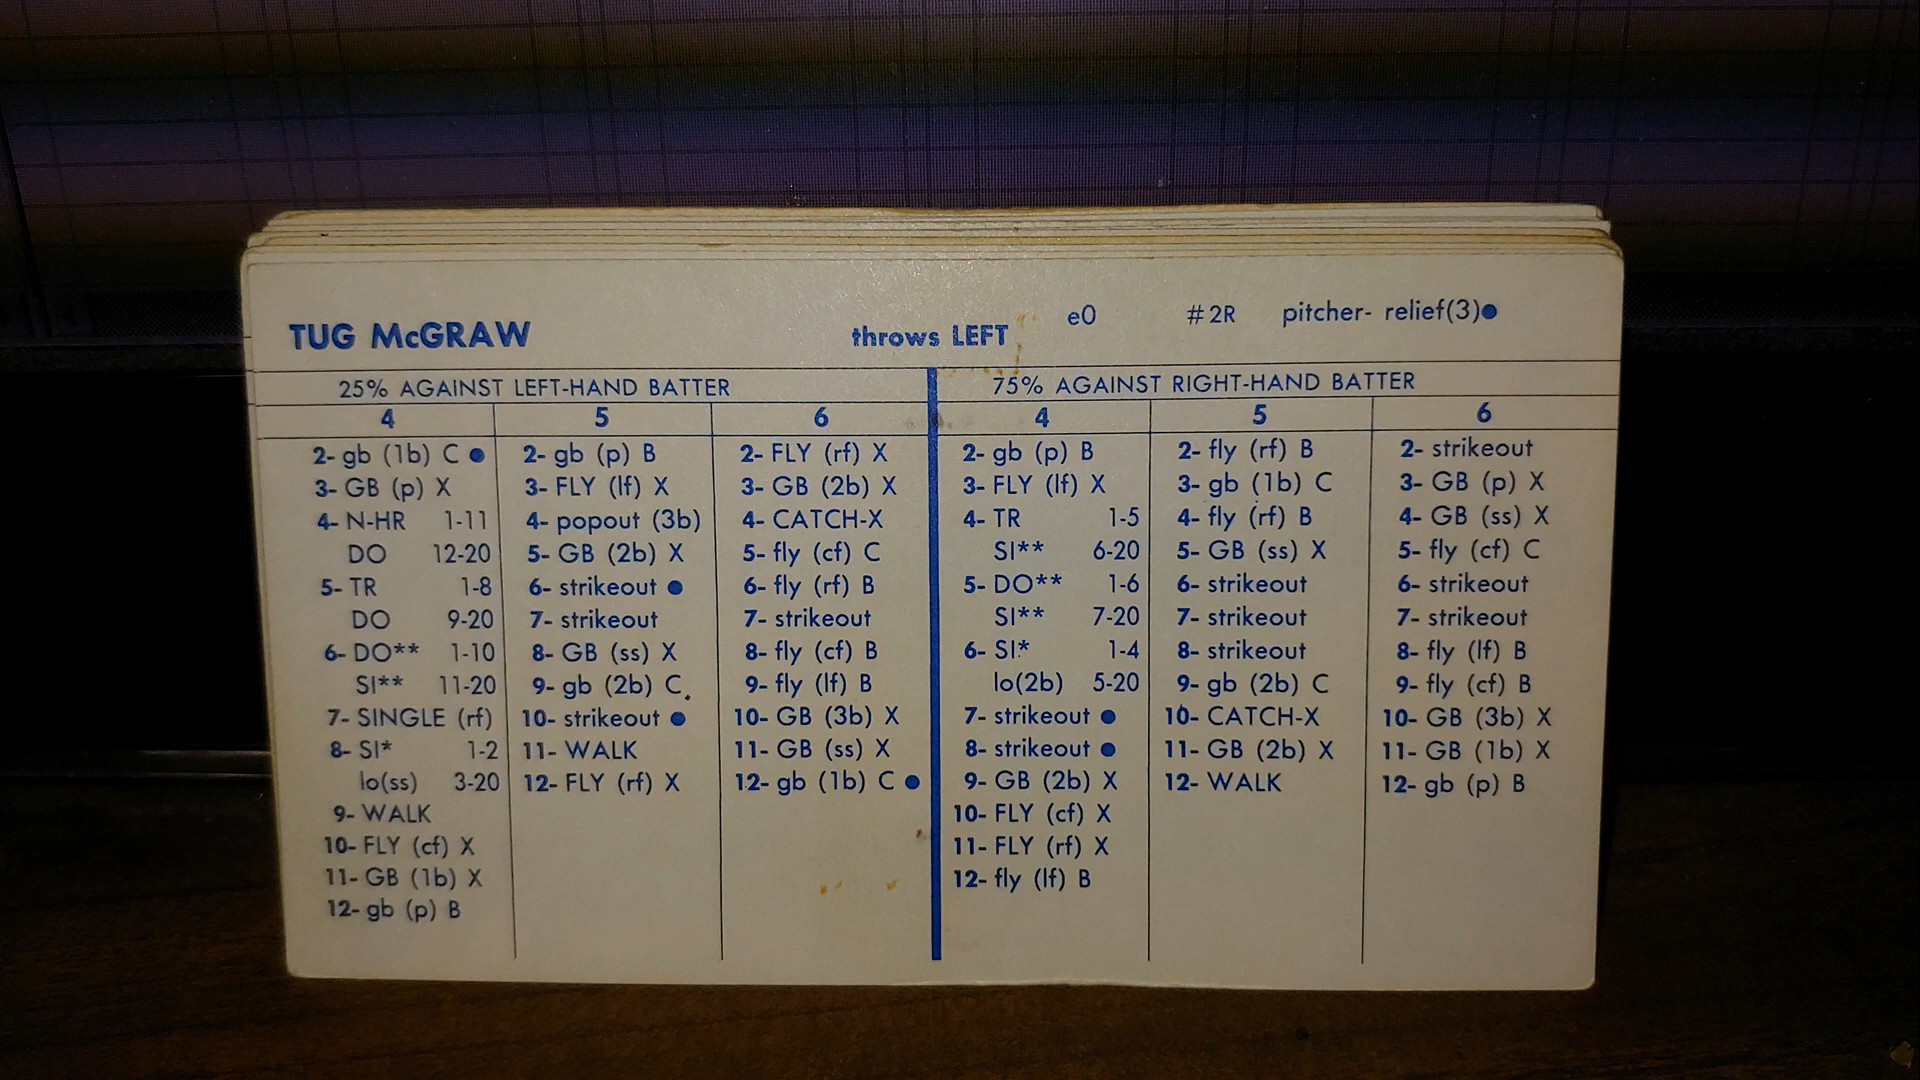 TUG McGRAW throws LEFT e0 #2R pitcher- relief(3)●
25% AGAINST LEFT-HAND BATTER
4
2- gb (1b) C ●
3- GB (p) X
4- N-HR 1-11
DO 12-20
5- TR 1-8
DO 9-20
6- DO** 1-10
SI** 11-20
7- SINGLE (rf)
8- SI* 1-2
lo(ss) 3-20
9- WALK
10- FLY (cf) X
11- GB (1b) X
12- gb (p) B
5
2- gb (p) B
3- FLY (lf) X
4- popout (3b)
5- GB (2b) X
6- strikeout ●
7- strikeout
8- GB (ss) X
9- gb (2b) C
10- strikeout ●
11- WALK
12- FLY (rf) X
6
2- FLY (rf) X
3- GB (2b) X
4- CATCH-X
5- fly (cf) C
6- fly (rf) B
7- strikeout
8- fly (cf) B
9- fly (lf) B
10- GB (3b) X
11- GB (ss) X
12- gb (1b) C ●
75% AGAINST RIGHT-HAND BATTER
4
2- gb (p) B
3- FLY (lf) X
4- TR 1-5
SI** 6-20
5- DO** 1-6
SI** 7-20
6- SI* 1-4
lo(2b) 5-20
7- strikeout ●
8- strikeout ●
9- GB (2b) X
10- FLY (cf) X
11- FLY (rf) X
12- fly (lf) B
5
2- fly (rf) B
3- gb (1b) C
4- fly (rf) B
5- GB (ss) X
6- strikeout
7- strikeout
8- strikeout
9- gb (2b) C
10- CATCH-X
11- GB (2b) X
12- WALK
6
2- strikeout
3- GB (p) X
4- GB (ss) X
5- fly (cf) C
6- strikeout
7- strikeout
8- fly (lf) B
9- fly (cf) B
10- GB (3b) X
11- GB (1b) X
12- gb (p) B